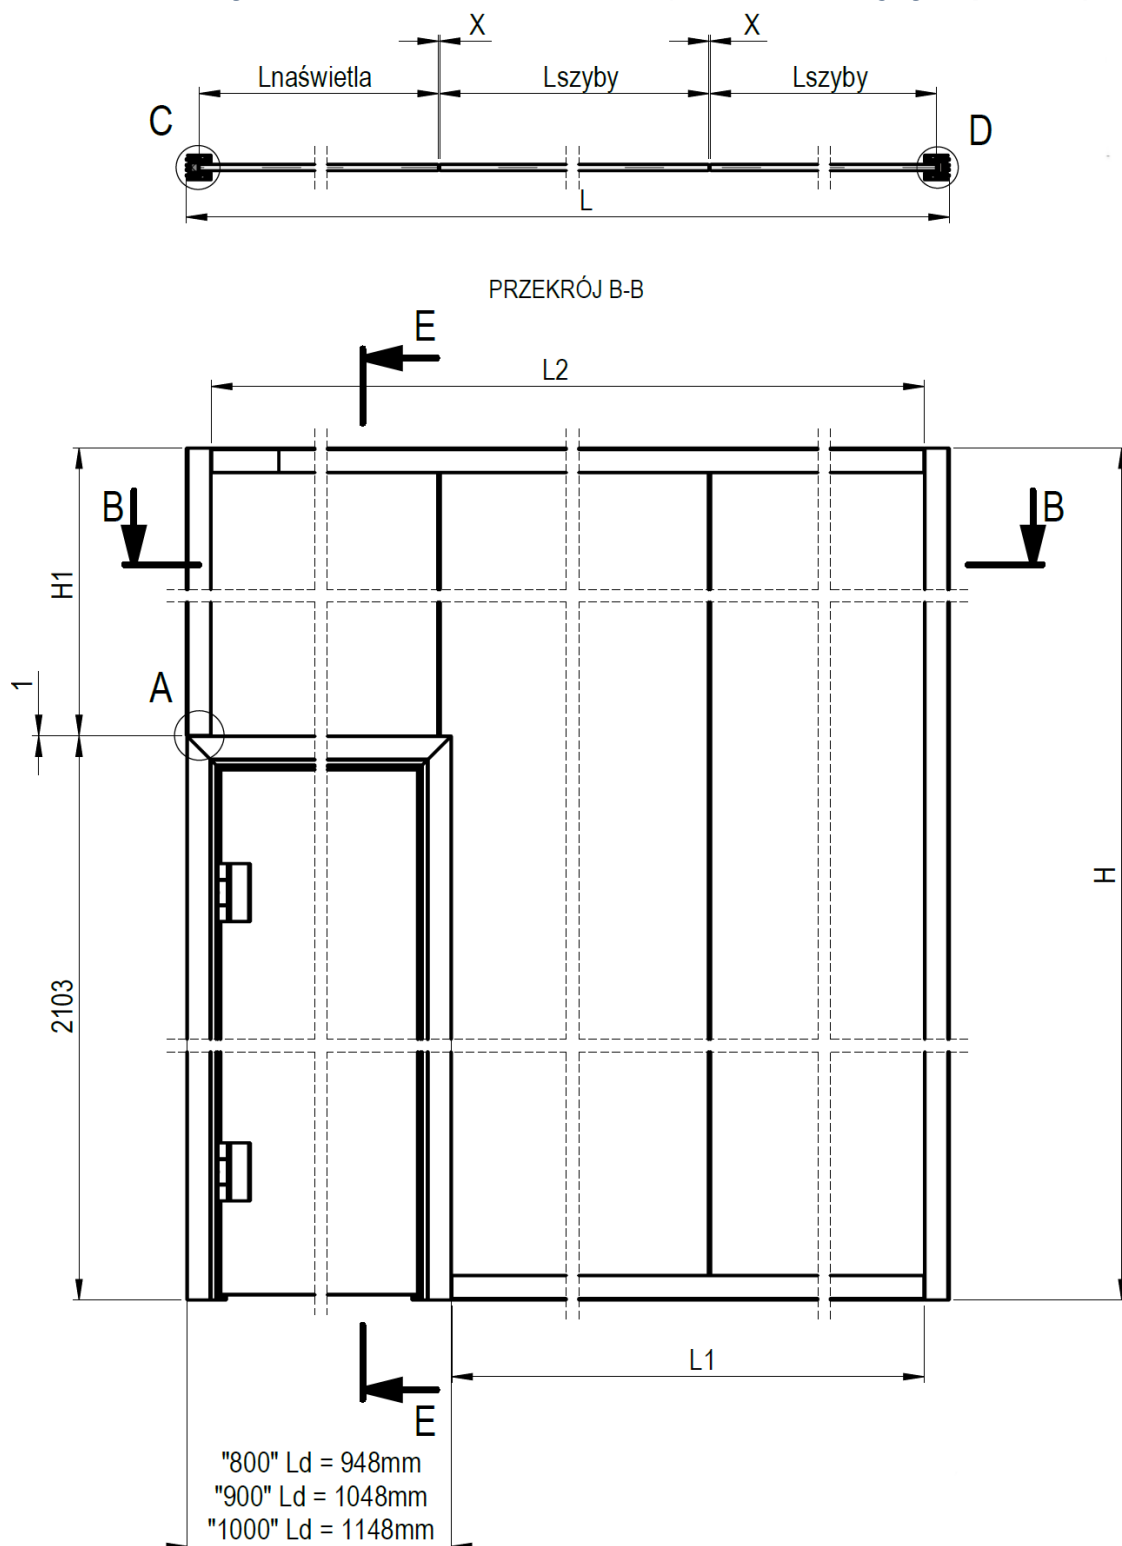 X X
Lnaświetla Lszyby Lszyby
C D
L
PRZEKRÓJ B-B
E
L2
B B
H1
1
A
H
2103
L1
E
"800" Ld = 948mm
"900" Ld = 1048mm
"1000" Ld = 1148mm